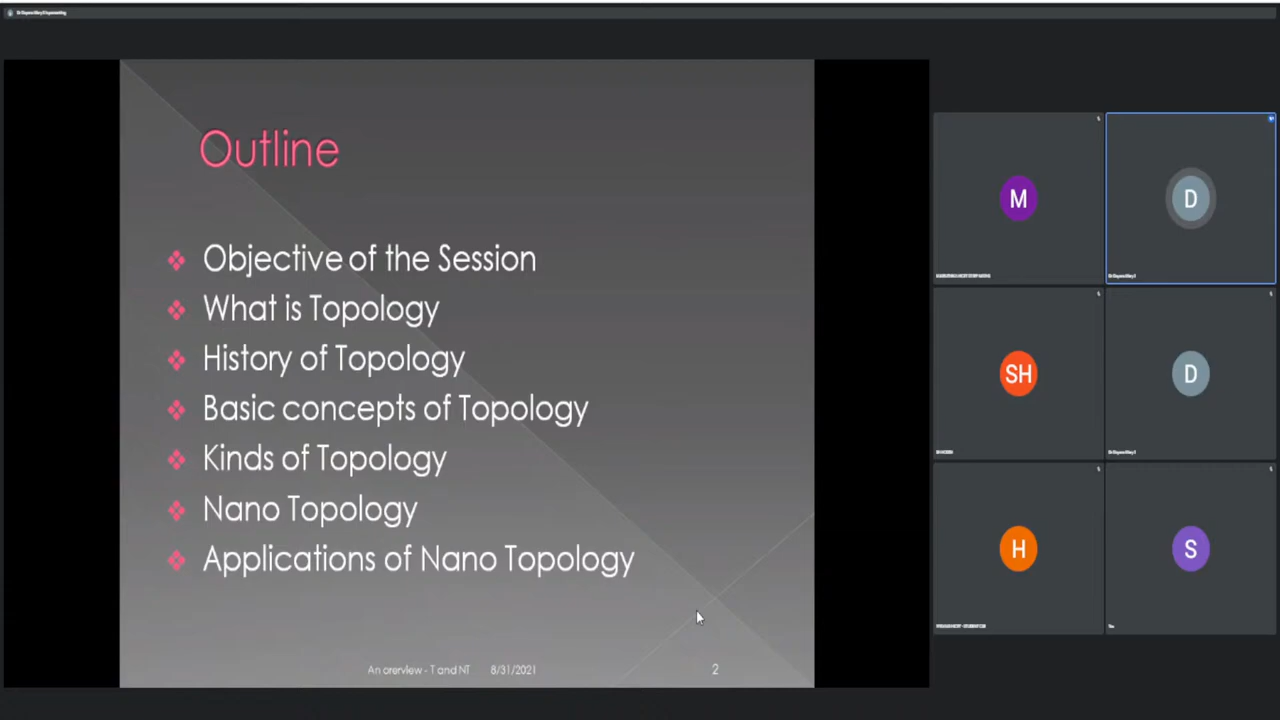 Outline
Objective of the Session
What is Topology
History of Topology
Basic concepts of Topology
Kinds of Topology
Nano Topology
Applications of Nano Topology
An orerview - T and NT 8/31/2021 2
M
D
SH
D
H
S